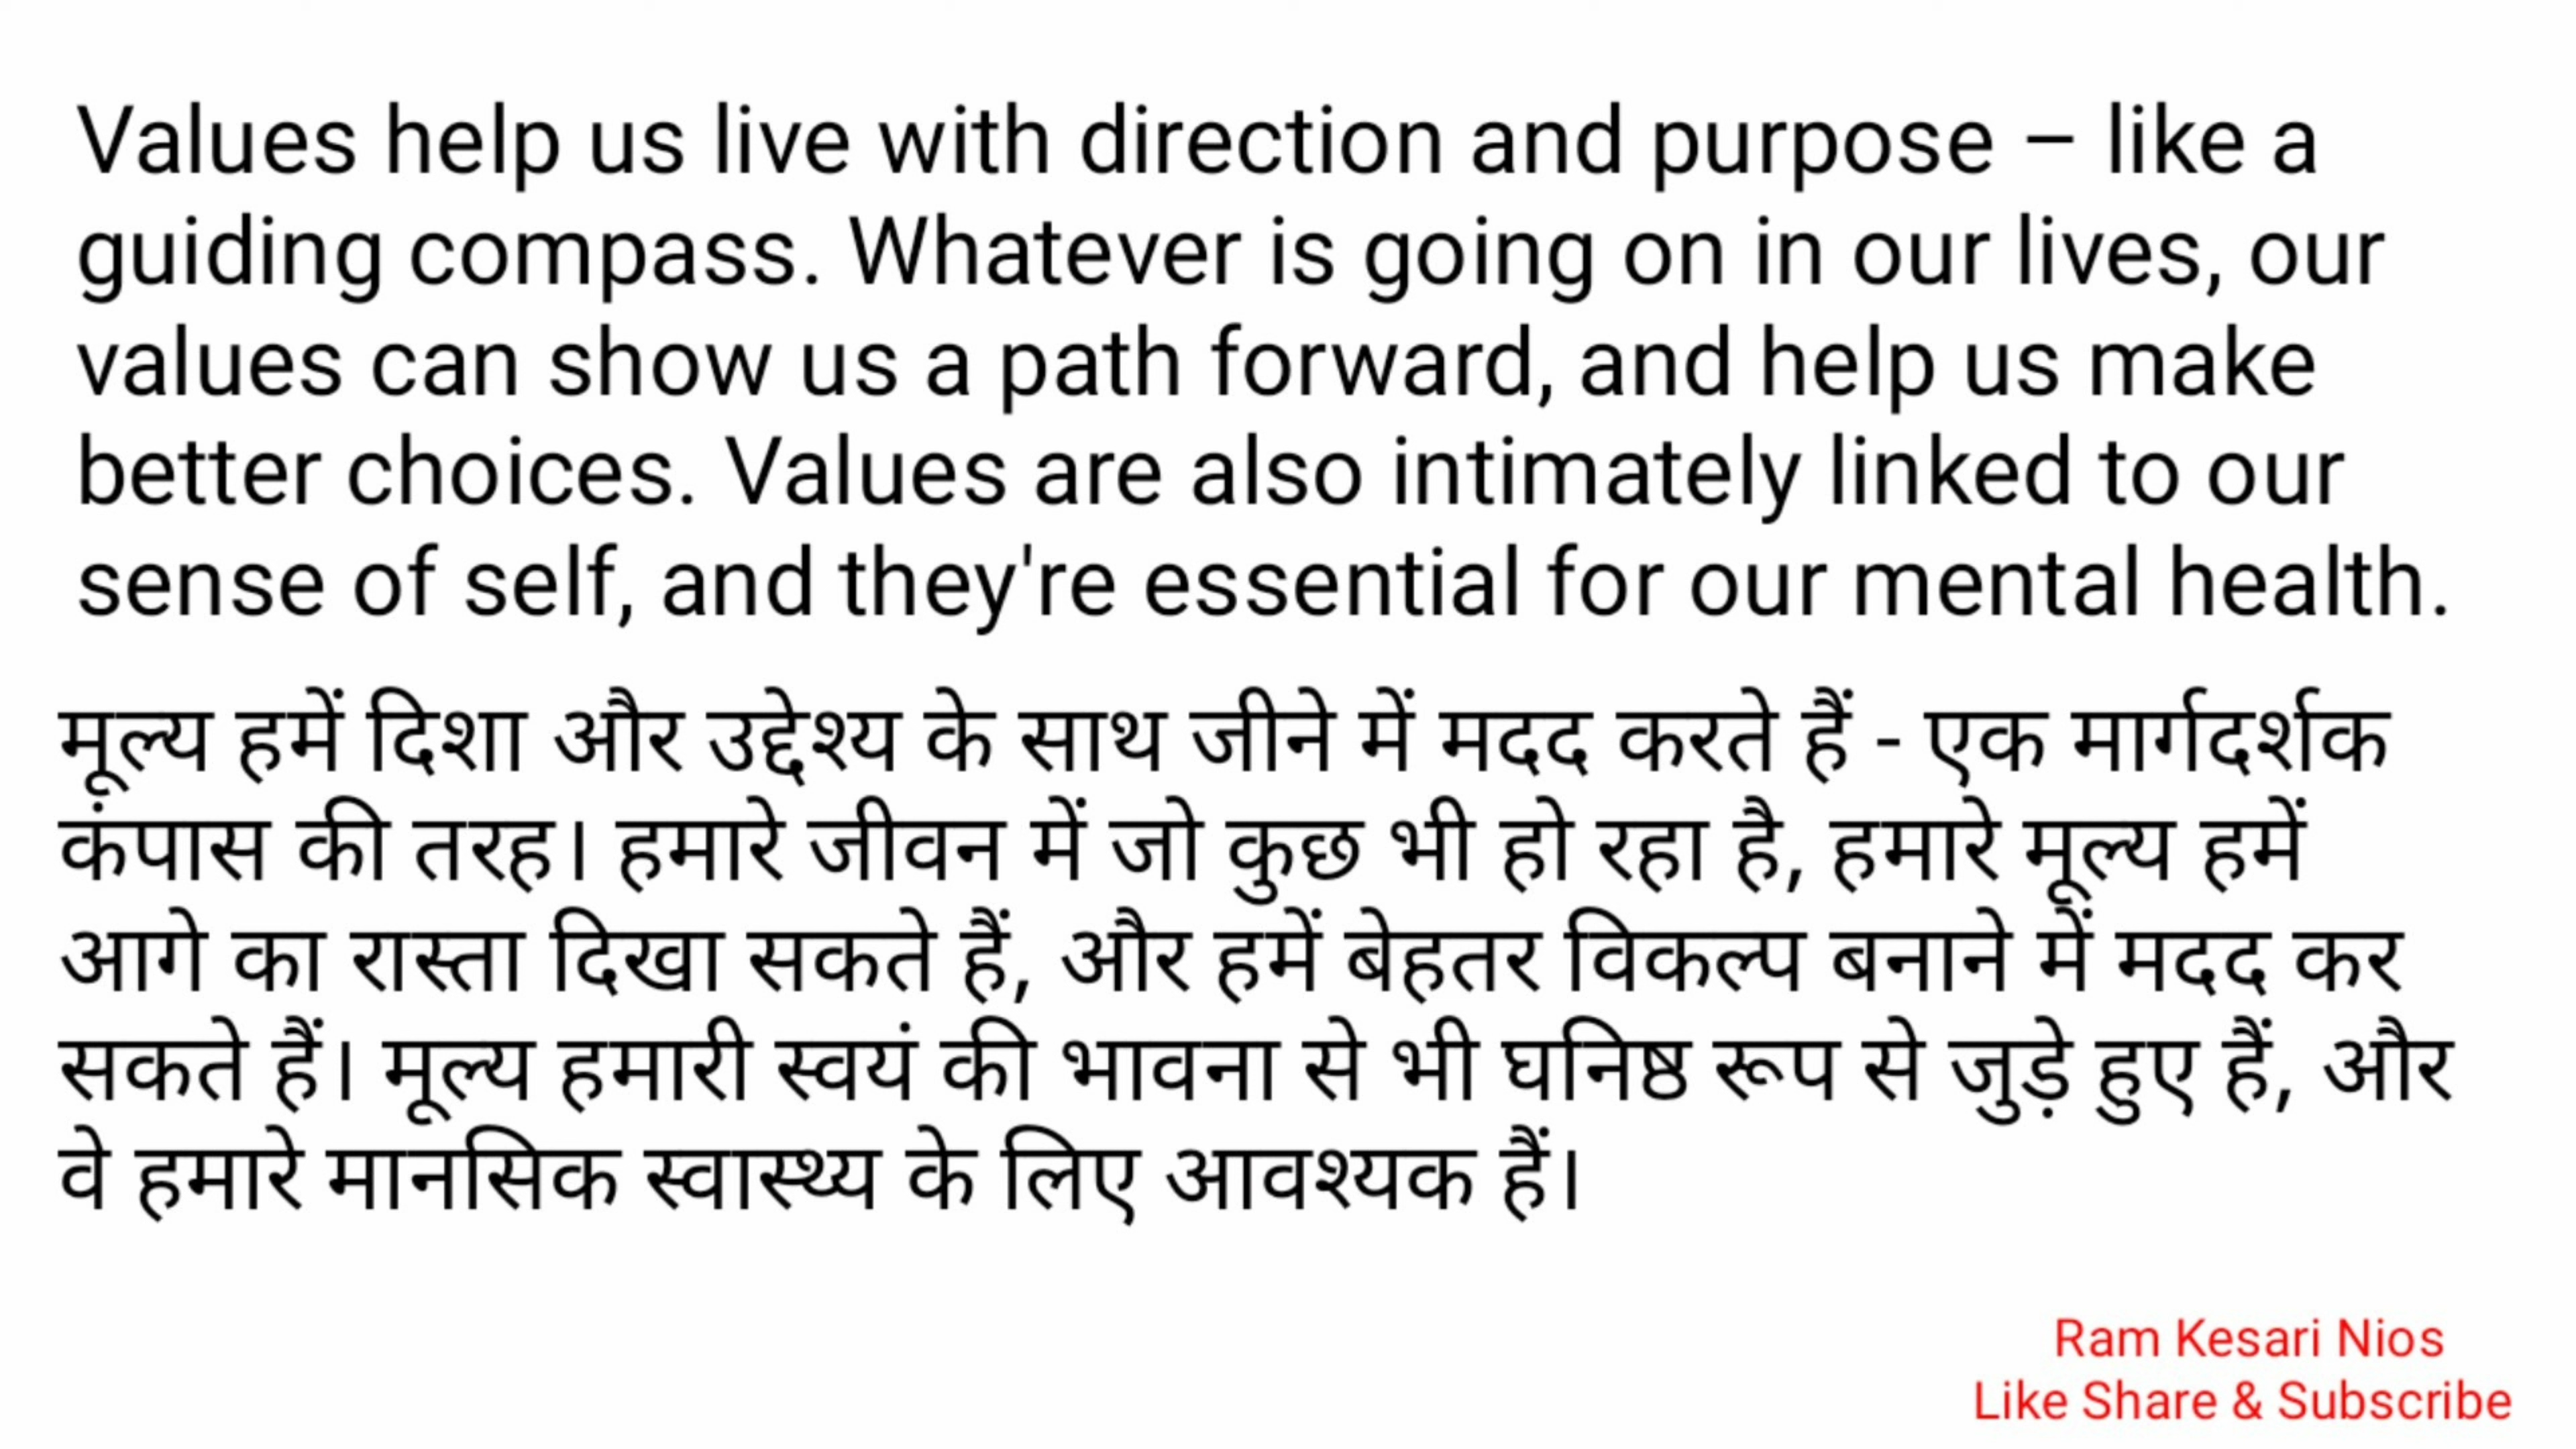 Values help us live with direction and purpose – like a
guiding compass. Whatever is going on in our lives, our
values can show us a path forward, and help us make
better choices. Values are also intimately linked to our
sense of self, and they're essential for our mental health.
मूल्य हमें दिशा और उद्देश्य के साथ जीने में मदद करते हैं - एक मार्गदर्शक
कंपास की तरह। हमारे जीवन में जो कुछ भी हो रहा है, हमारे मूल्य हमें
आगे का रास्ता दिखा सकते हैं, और हमें बेहतर विकल्प बनाने में मदद कर
सकते हैं। मूल्य हमारी स्वयं की भावना से भी घनिष्ठ रूप से जुड़े हुए हैं, और
वे हमारे मानसिक स्वास्थ्य के लिए आवश्यक हैं।
Ram Kesari Nios
Like Share & Subscribe